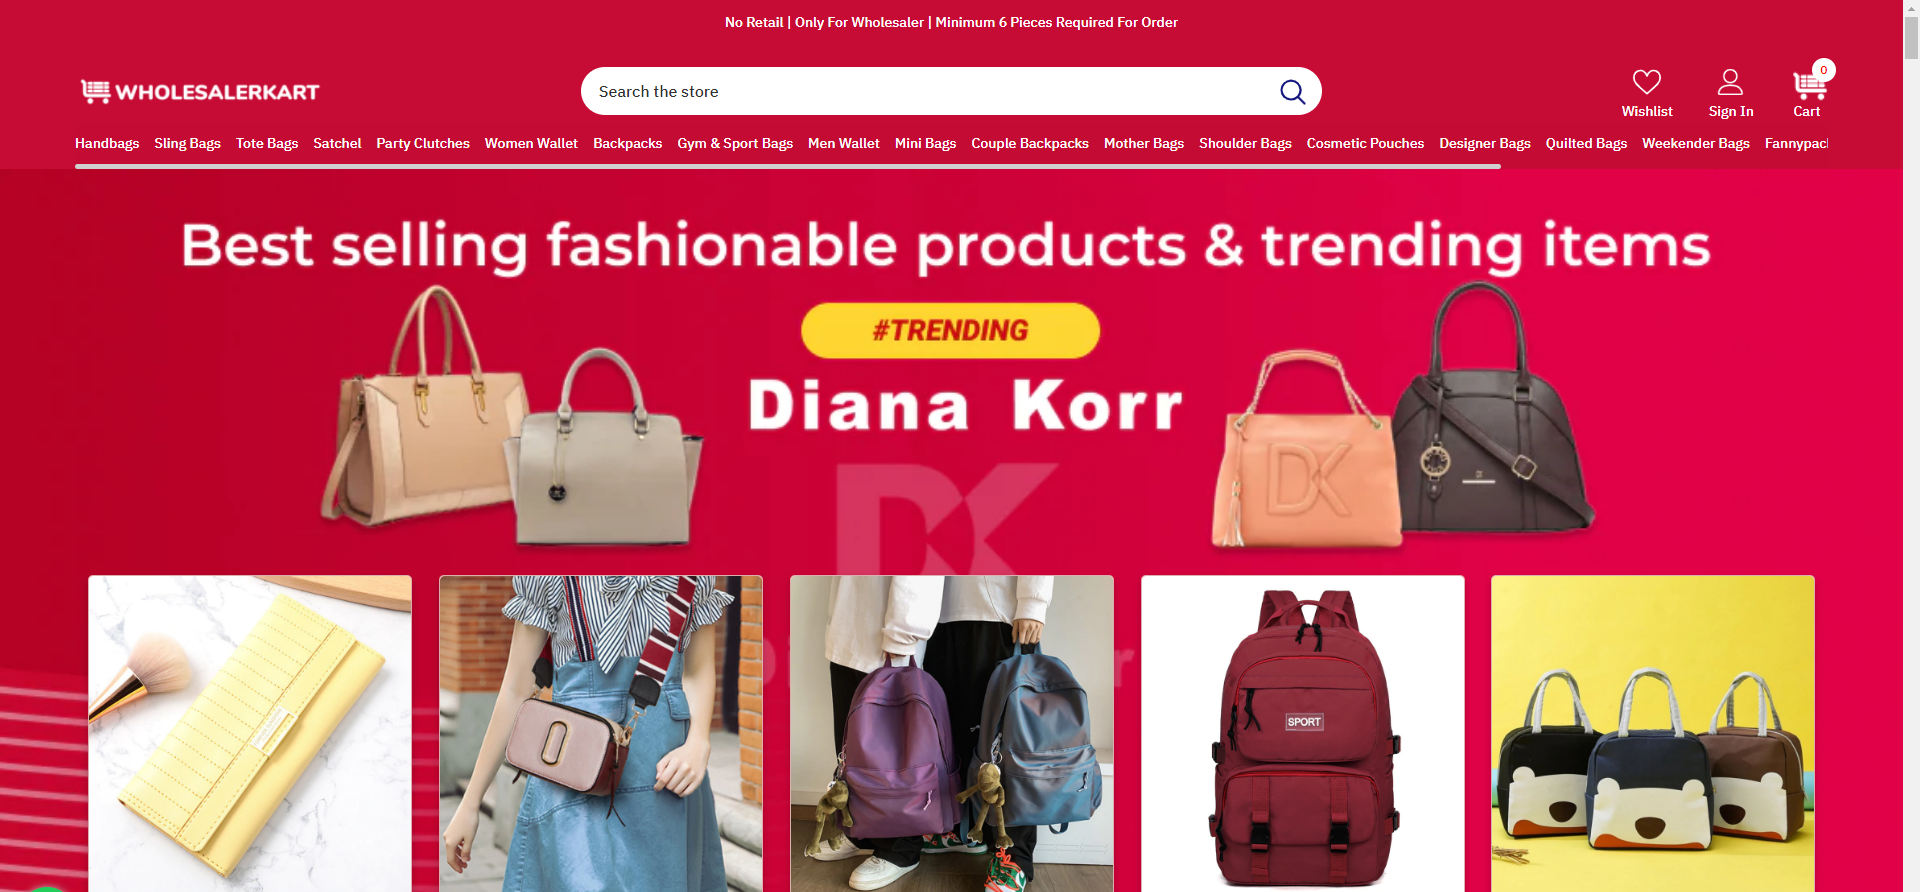 No Retail | Only For Wholesaler | Minimum 6 Pieces Required For Order
WHOLESALERKART
Search the store
Wishlist
Sign In
0
Cart
Handbags Sling Bags Tote Bags Satchel Party Clutches Women Wallet Backpacks Gym & Sport Bags Men Wallet Mini Bags Couple Backpacks Mother Bags Shoulder Bags Cosmetic Pouches Designer Bags Quilted Bags Weekender Bags Fannypac
Best selling fashionable products & trending items
#TRENDING
Diana Korr
DK
DK
SPORT